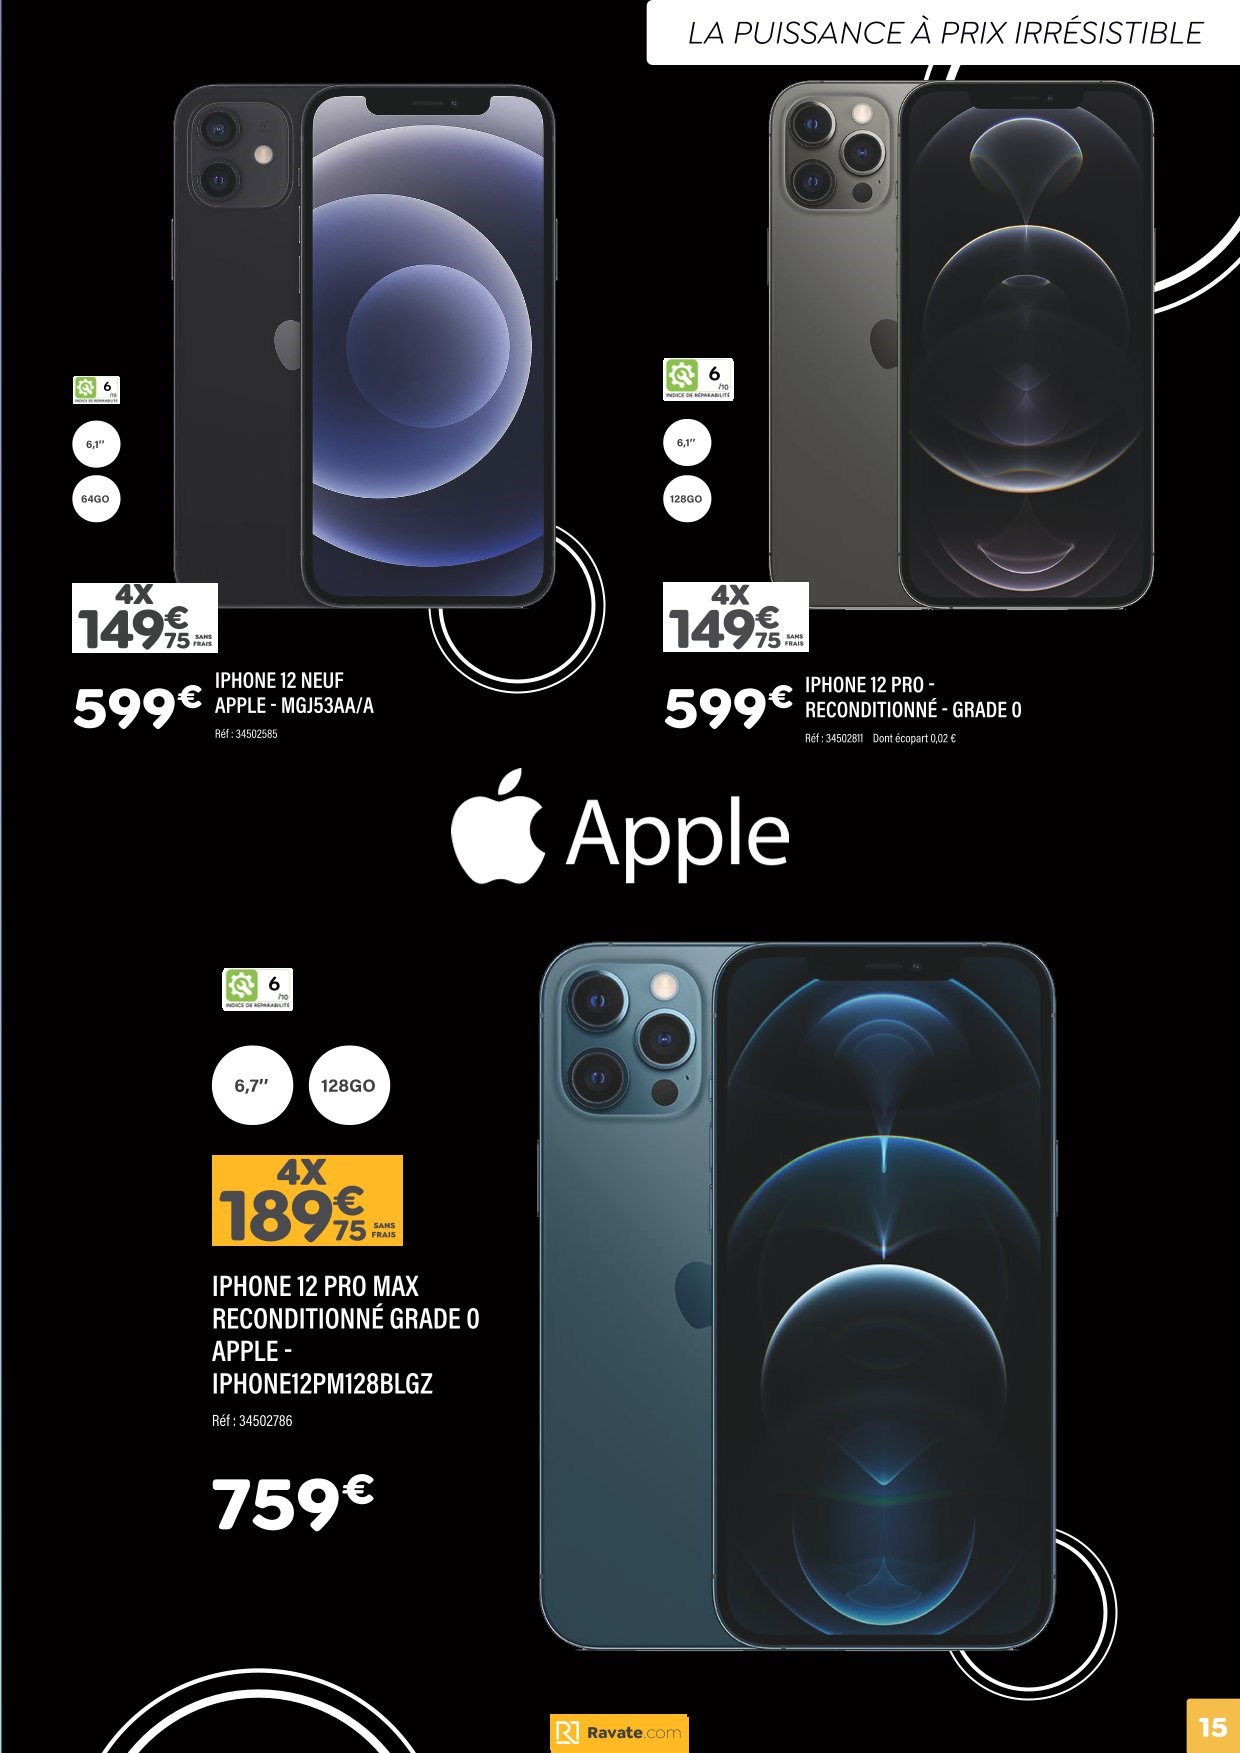 LA PUISSANCE À PRIX IRRÉSISTIBLE
6
/10
INDICE DE RÉPARABILITÉ
6,1’’
64GO
4X
149€75 SANS FRAIS
599€
IPHONE 12 NEUF
APPLE - MGJ53AA/A
Réf : 34502585
6
/10
INDICE DE RÉPARABILITÉ
6,1’’
128GO
4X
149€75 SANS FRAIS
599€
IPHONE 12 PRO -
RECONDITIONNÉ - GRADE 0
Réf : 34502811 Dont écopart 0,02 €
Apple
6
/10
INDICE DE RÉPARABILITÉ
6,7’’ 128GO
4X
189€75 SANS FRAIS
IPHONE 12 PRO MAX
RECONDITIONNÉ GRADE 0
APPLE -
IPHONE12PM128BLGZ
Réf : 34502786
759€
Ravate.com
15